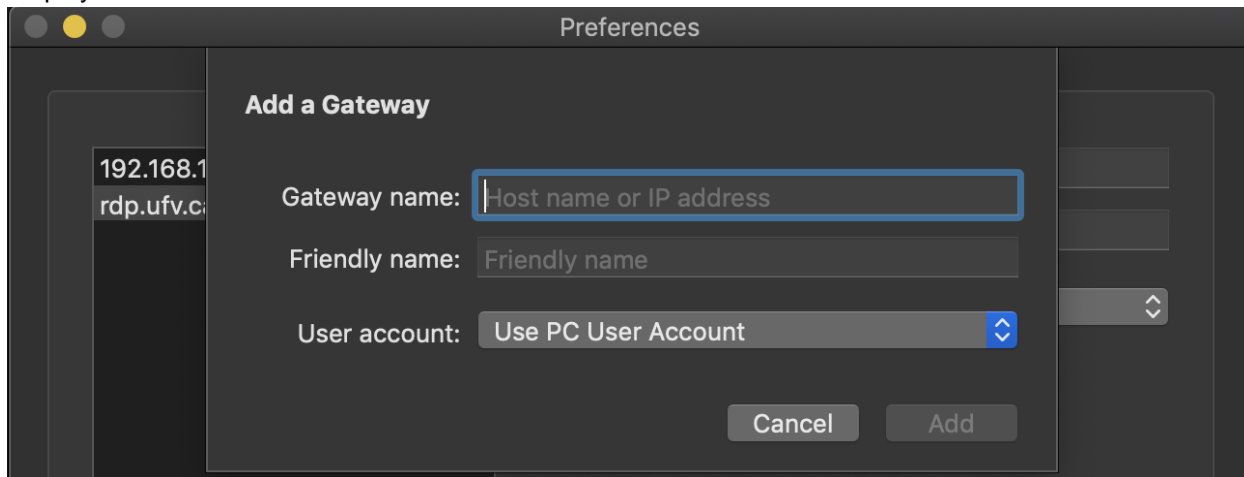 Preferences
Add a Gateway
192.168.1
rdp.ufv.ca
Gateway name: Host name or IP address
Friendly name: Friendly name
User account: Use PC User Account
Cancel Add